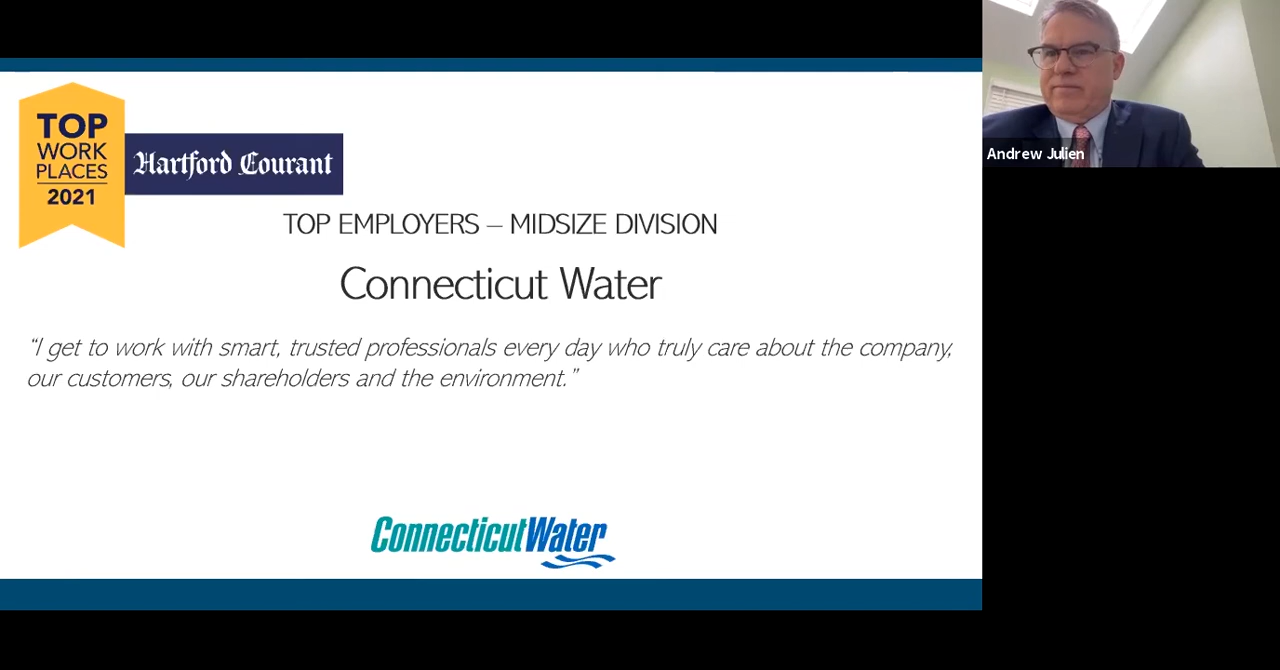 TOP
WORK
PLACES
2021
Hartford Courant
TOP EMPLOYERS – MIDSIZE DIVISION
Connecticut Water
“I get to work with smart, trusted professionals every day who truly care about the company,
our customers, our shareholders and the environment.”
ConnecticutWater
Andrew Julien